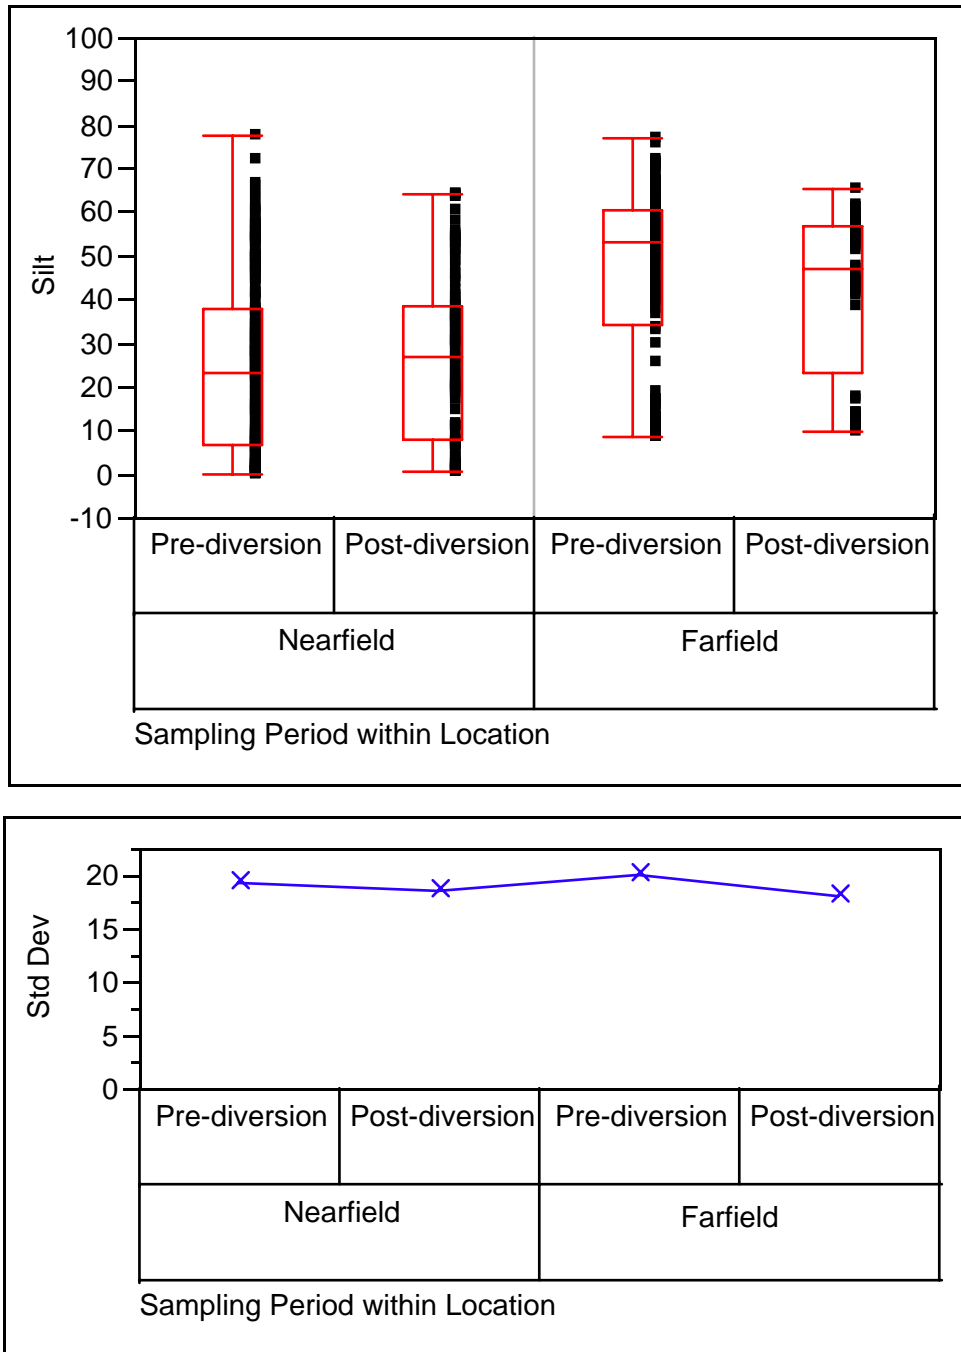 100
90
80
70
60
50
40
30
20
10
0
-10
Silt
Pre-diversion Post-diversion Pre-diversion Post-diversion
Nearfield Farfield
Sampling Period within Location
20
15
10
5
0
Std Dev
Pre-diversion Post-diversion Pre-diversion Post-diversion
Nearfield Farfield
Sampling Period within Location